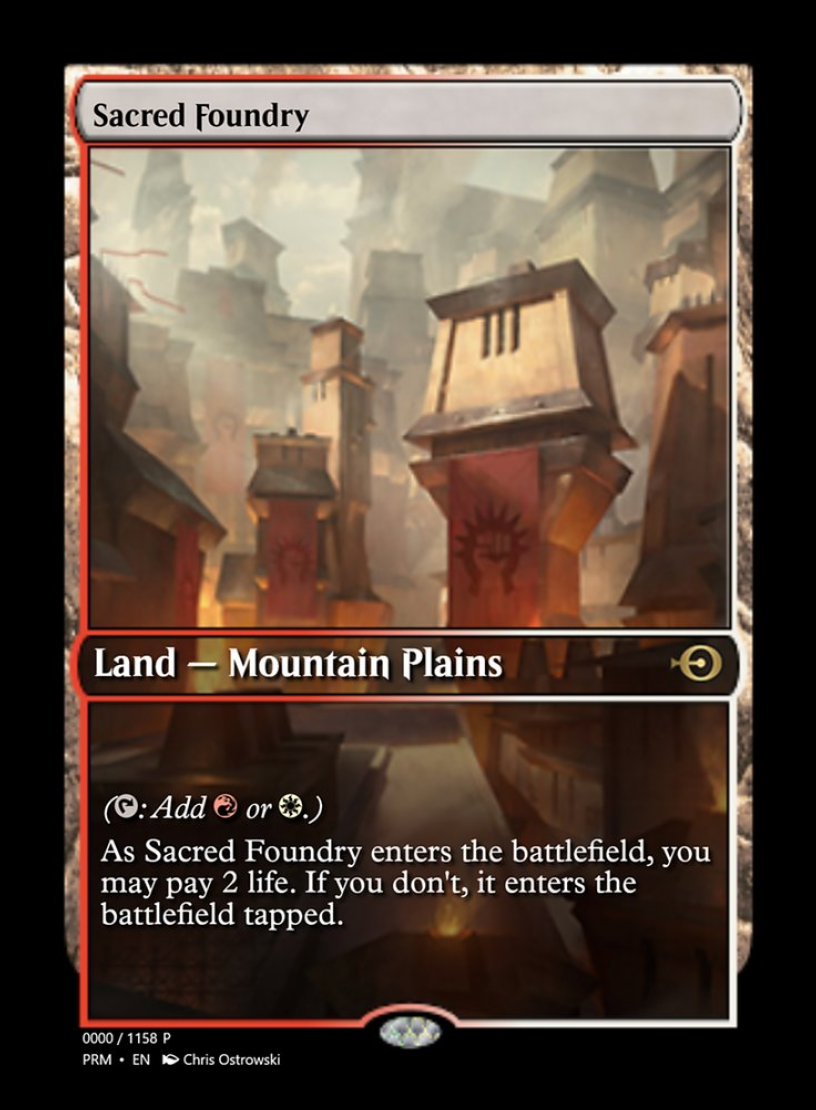 Sacred Foundry
Land — Mountain Plains
(: Add or .)
As Sacred Foundry enters the battlefield, you
may pay 2 life. If you don't, it enters the
battlefield tapped.
0000 / 1158 P
PRM • EN Chris Ostrowski